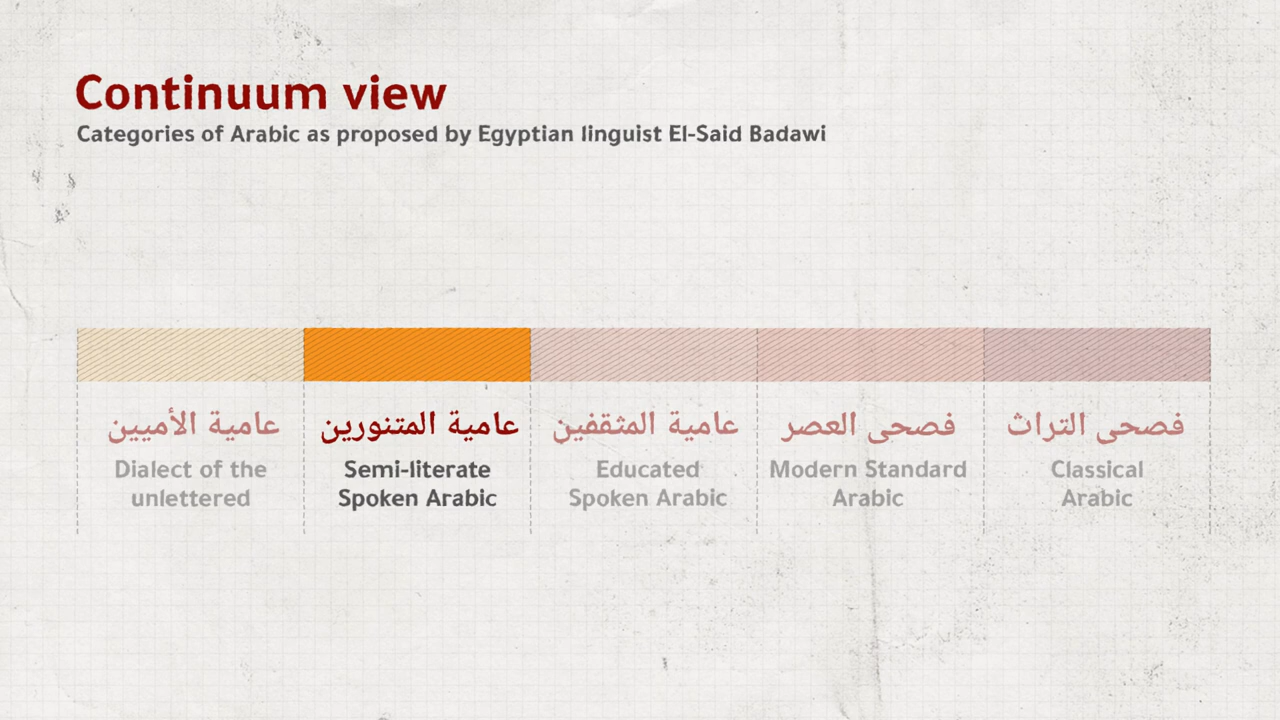 Continuum view
Categories of Arabic as proposed by Egyptian linguist El-Said Badawi
عامية الأميين
Dialect of the
unlettered
عامية المتنورين
Semi-literate
Spoken Arabic
عامية المثقفين
Educated
Spoken Arabic
فصحى العصر
Modern Standard
Arabic
فصحى التراث
Classical
Arabic